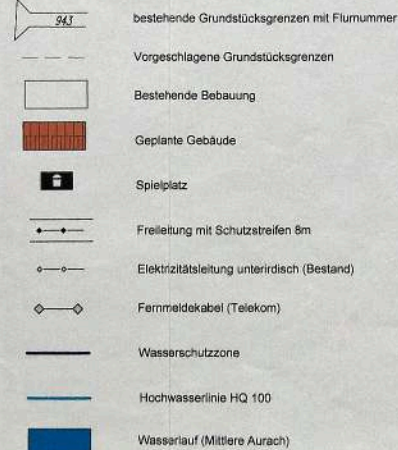 943 bestehende Grundstücksgrenzen mit Flurnummer
Vorgeschlagene Grundstücksgrenzen
Bestehende Bebauung
Geplante Gebäude
Spielplatz
Freileitung mit Schutzstreifen 8m
Elektrizitätsleitung unterirdisch (Bestand)
Fernmeldekabel (Telekom)
Wasserschutzzone
Hochwasserlinie HQ 100
Wasserlauf (Mittlere Aurach)